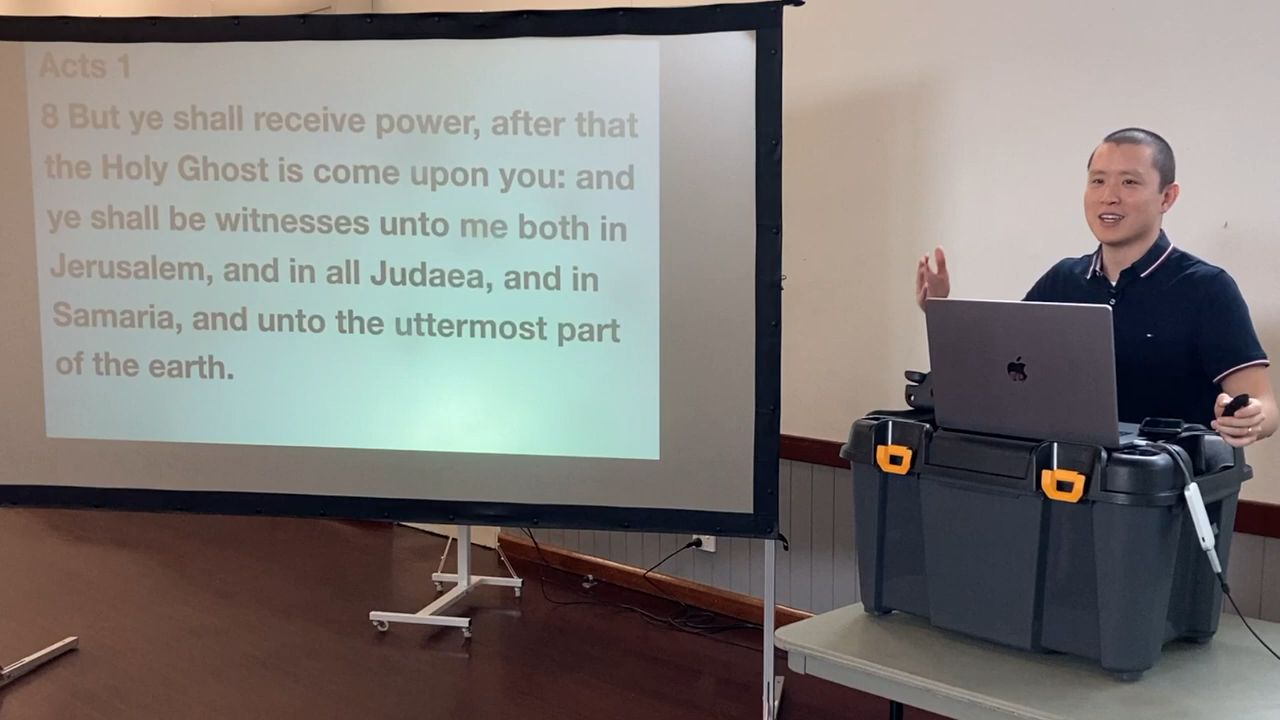 Acts 1
8 But ye shall receive power, after that
the Holy Ghost is come upon you: and
ye shall be witnesses unto me both in
Jerusalem, and in all Judaea, and in
Samaria, and unto the uttermost part
of the earth.